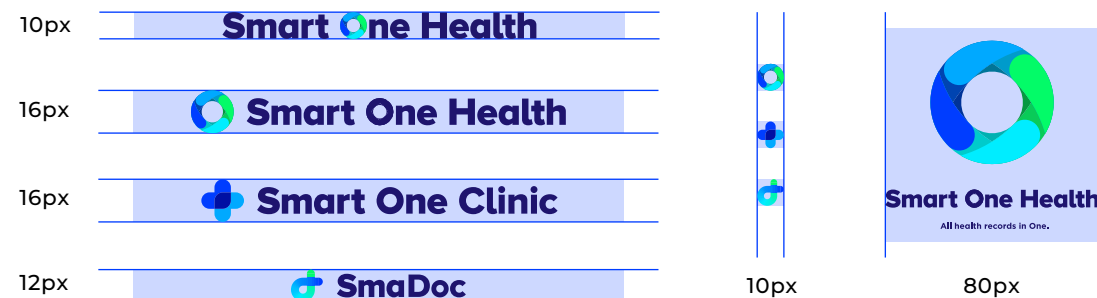 10px
Smart One Health
16px
Smart One Health
16px
Smart One Clinic
12px
SmaDoc
10px
Smart One Health
All health records in One.
80px